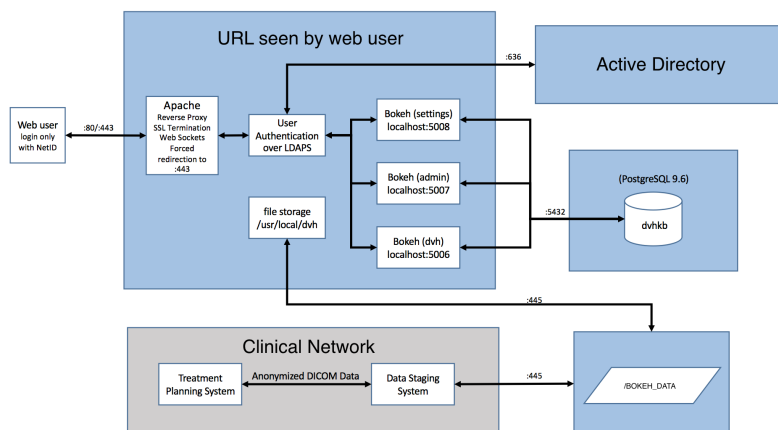 URL seen by web user
:636
Active Directory
Web user
login only
with NetID
:80/:443
Apache
Reverse Proxy
SSL Termination
Web Sockets
Forced
redirection to
:443
User
Authentication
over LDAPS
Bokeh (settings)
localhost:5008
Bokeh (admin)
localhost:5007
Bokeh (dvh)
localhost:5006
file storage
/usr/local/dvh
:5432
(PostgreSQL 9.6)
dvhkb
:445
Clinical Network
Treatment
Planning System
Anonymized DICOM Data
Data Staging
System
:445
/BOKEH_DATA